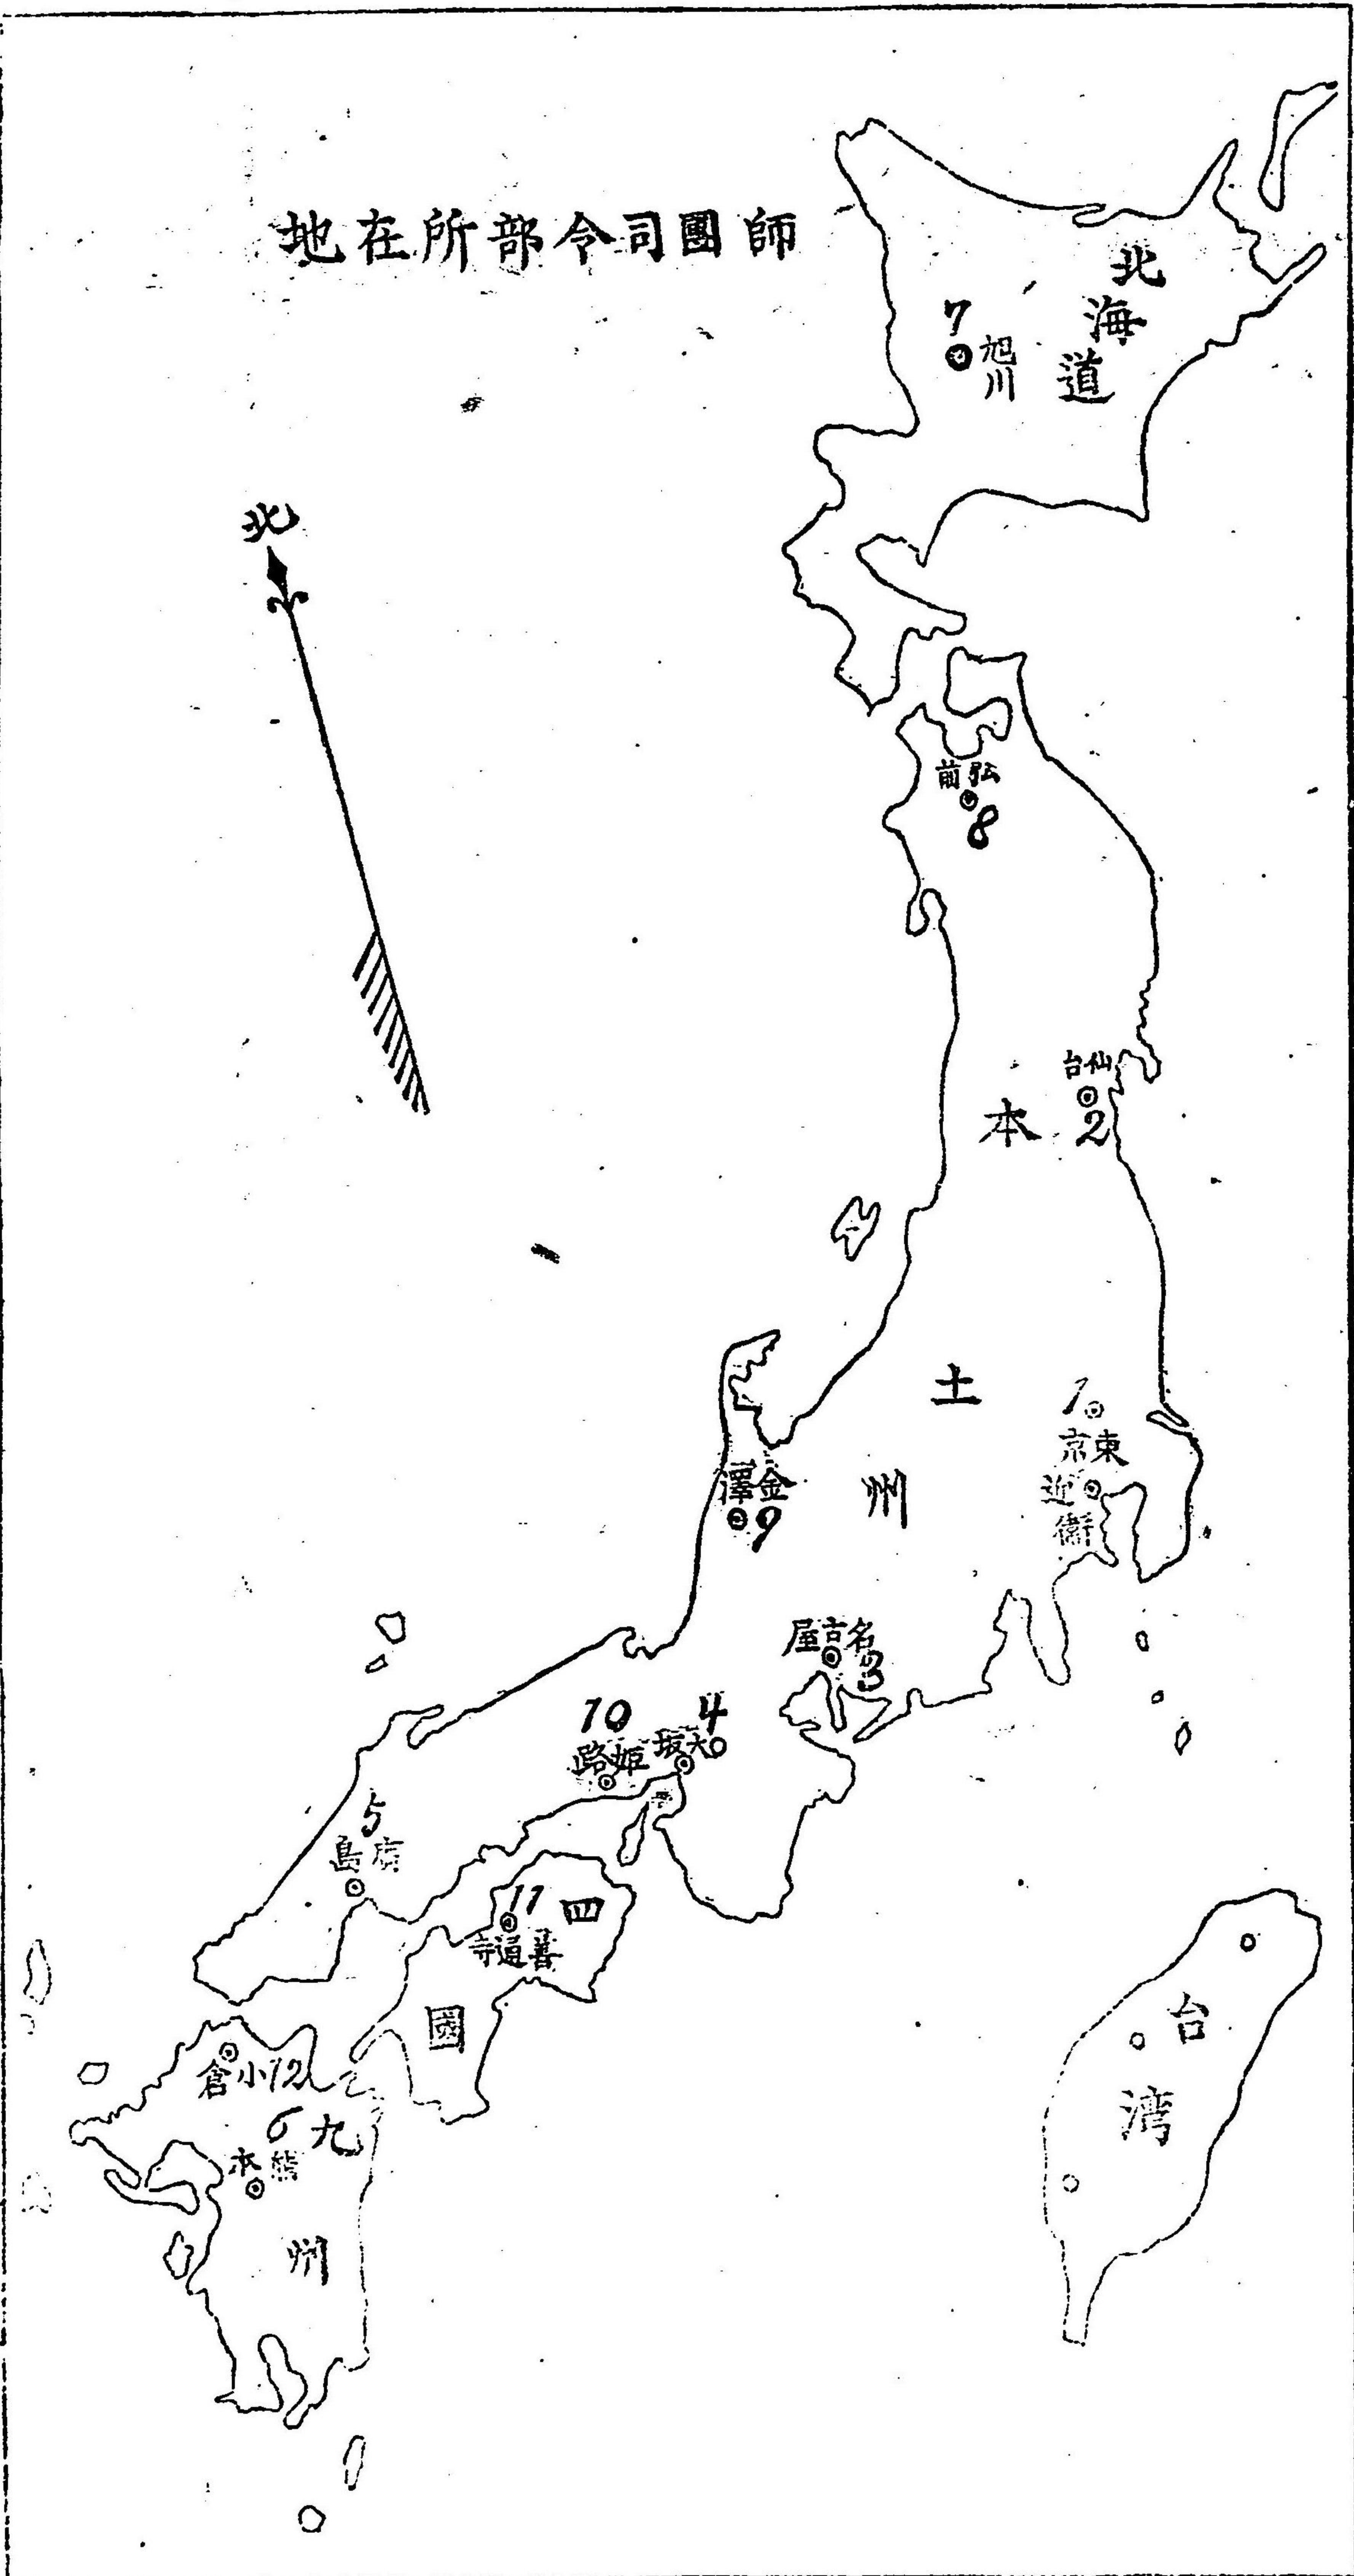 師團司令部所在地
北
北海道
7
旭川
弘前
8
仙台
2
本
土
州
1
東京
近衛
金澤
9
名古屋
3
4
大坂
10
姫路
5
廣島
11
善通寺
四
國
小倉
12
6
熊本
九
州
台
湾